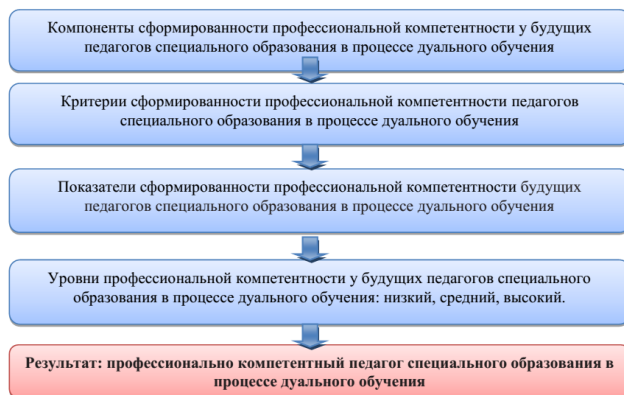 Компоненты сформированности профессиональной компетентности у будущих
педагогов специального образования в процессе дуального обучения
Критерии сформированности профессиональной компетентности педагогов
специального образования в процессе дуального обучения
Показатели сформированности профессиональной компетентности будущих
педагогов специального образования в процессе дуального обучения
Уровни профессиональной компетентности у будущих педагогов специального
образования в процессе дуального обучения: низкий, средний, высокий.
Результат: профессионально компетентный педагог специального образования в
процессе дуального обучения